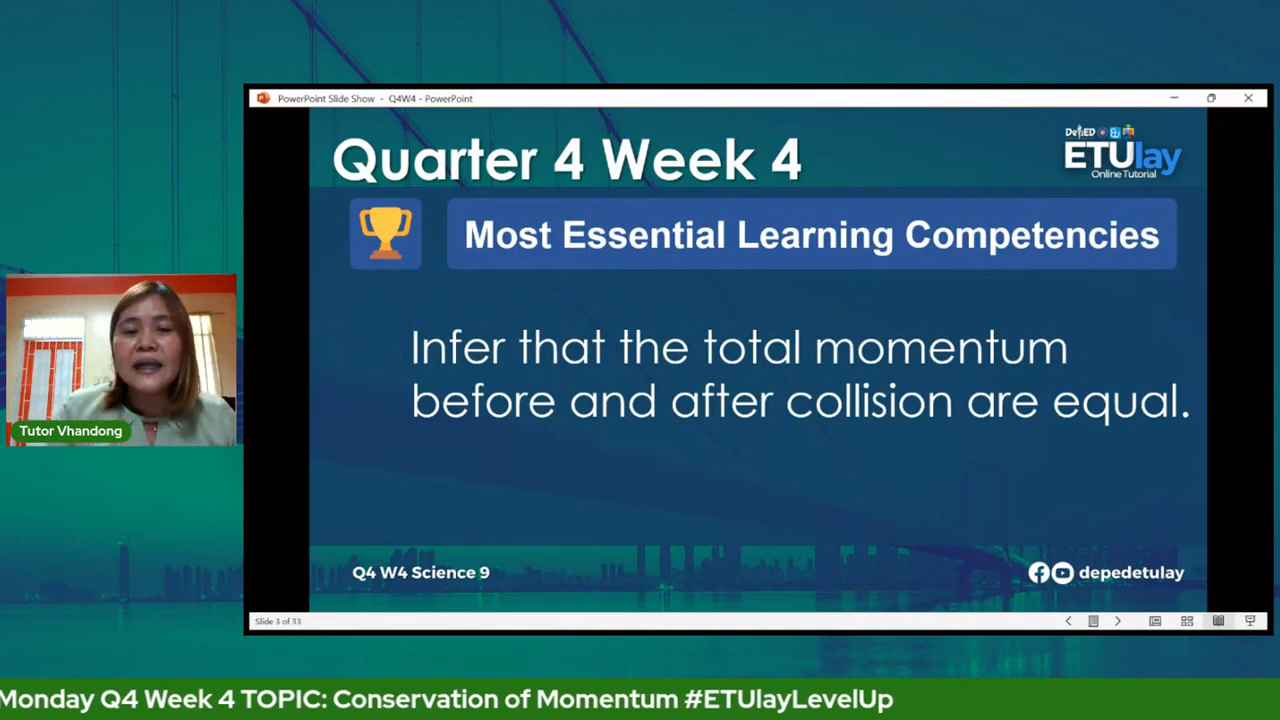 PowerPoint Slide Show - Q4W4 - PowerPoint
Quarter 4 Week 4
DepED
ETUlay
Online Tutorial
Most Essential Learning Competencies
Infer that the total momentum
before and after collision are equal.
Tutor Vhandong
Q4 W4 Science 9
depedetulay
Slide 3 of 33
Monday Q4 Week 4 TOPIC: Conservation of Momentum #ETUlayLevelUp